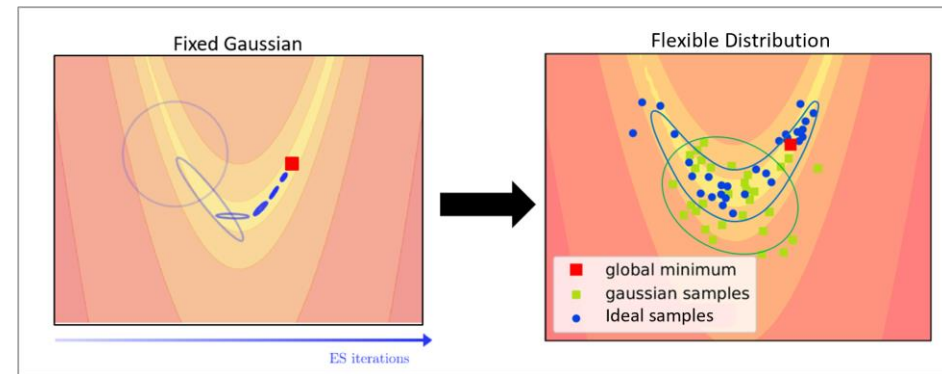 Fixed Gaussian
ES iterations
Flexible Distribution
global minimum
gaussian samples
Ideal samples